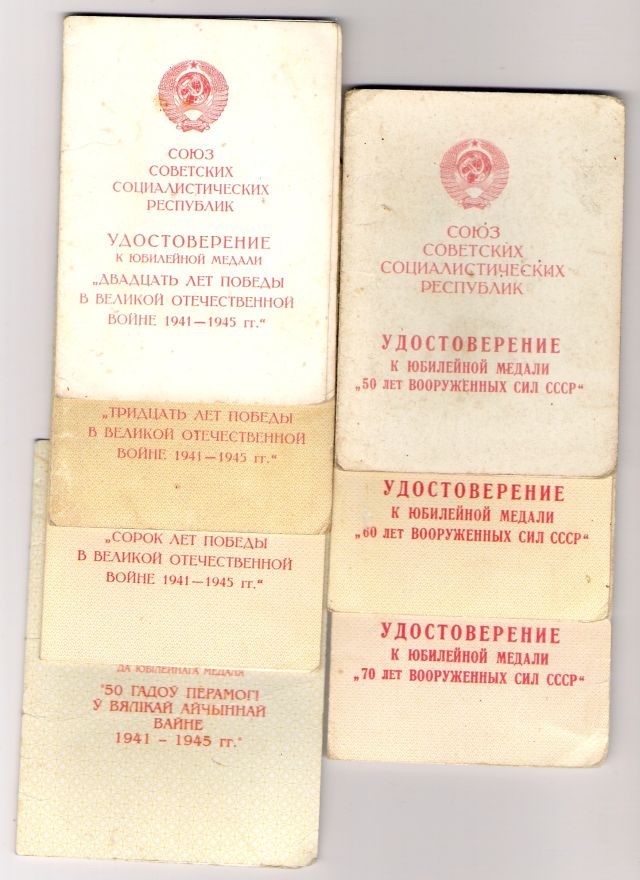 СОЮЗ
СОВЕТСКИХ
СОЦИАЛИСТИЧЕСКИХ
РЕСПУБЛИК
УДОСТОВЕРЕНИЕ
К ЮБИЛЕЙНОЙ МЕДАЛИ
„ДВАДЦАТЬ ЛЕТ ПОБЕДЫ
В ВЕЛИКОЙ ОТЕЧЕСТВЕННОЙ
ВОЙНЕ 1941—1945 гг.“
„ТРИДЦАТЬ ЛЕТ ПОБЕДЫ
В ВЕЛИКОЙ ОТЕЧЕСТВЕННОЙ
ВОЙНЕ 1941—1945 гг.“
„СОРОК ЛЕТ ПОБЕДЫ
В ВЕЛИКОЙ ОТЕЧЕСТВЕННОЙ
ВОЙНЕ 1941—1945 гг.“
ДА ЮБІЛЕЙНАГА МЕДАЛЯ
"50 ГАДОЎ ПЕРАМОГІ
Ў ВЯЛІКАЙ АЙЧЫННАЙ
ВАЙНЕ
1941 - 1945 гг."
СОЮЗ
СОВЕТСКИХ
СОЦИАЛИСТИЧЕСКИХ
РЕСПУБЛИК
УДОСТОВЕРЕНИЕ
К ЮБИЛЕЙНОЙ МЕДАЛИ
„50 ЛЕТ ВООРУЖЕННЫХ СИЛ СССР“
УДОСТОВЕРЕНИЕ
К ЮБИЛЕЙНОЙ МЕДАЛИ
„60 ЛЕТ ВООРУЖЕННЫХ СИЛ СССР“
УДОСТОВЕРЕНИЕ
К ЮБИЛЕЙНОЙ МЕДАЛИ
„70 ЛЕТ ВООРУЖЕННЫХ СИЛ СССР“